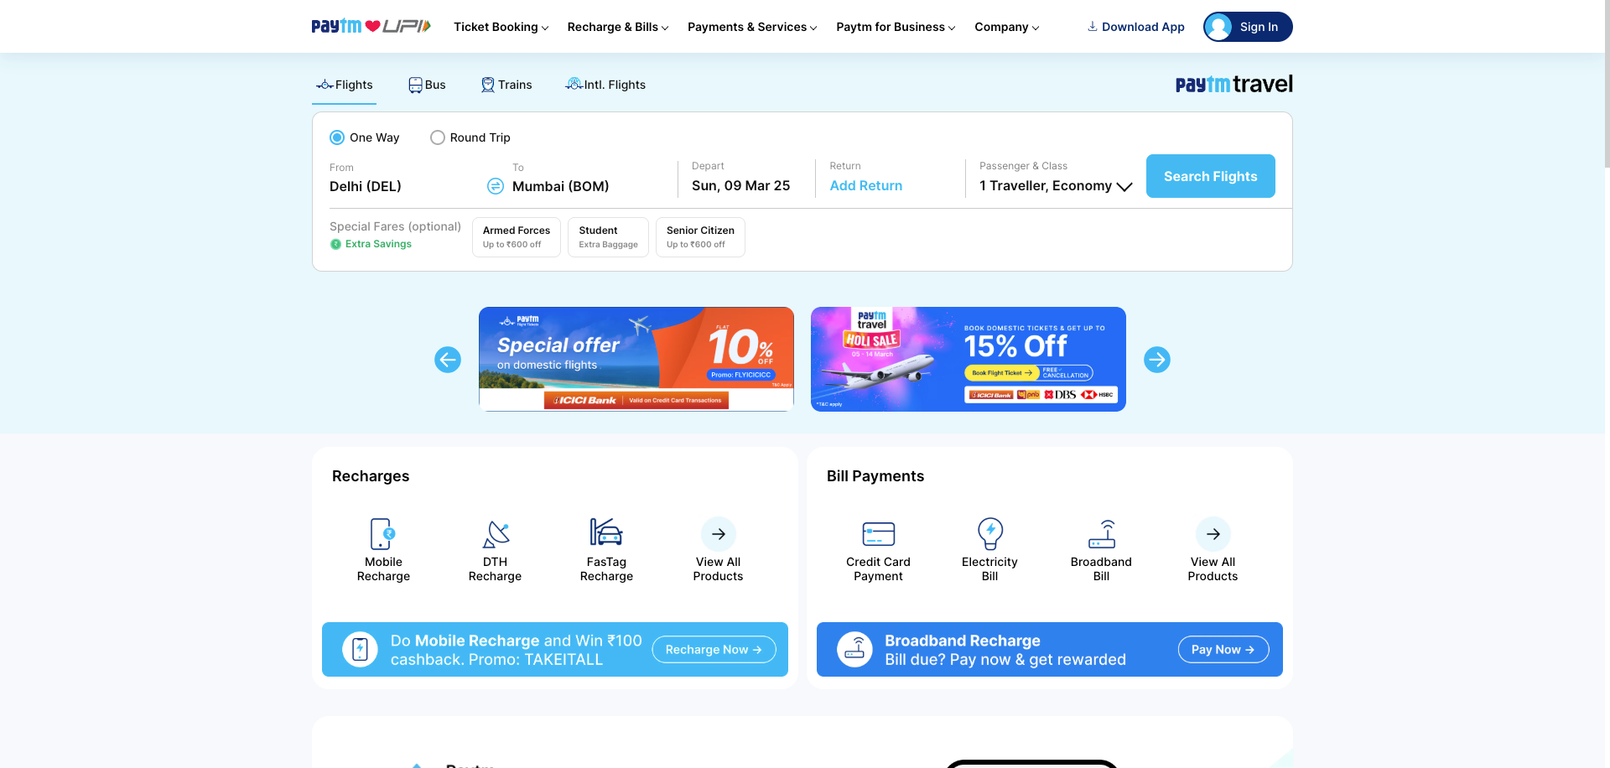 paytm UPI
Ticket Booking
Recharge & Bills
Payments & Services
Paytm for Business
Company
Download App
Sign In
Flights
Bus
Trains
Intl. Flights
paytm travel
One Way
Round Trip
From
Delhi (DEL)
To
Mumbai (BOM)
Depart
Sun, 09 Mar 25
Return
Add Return
Passenger & Class
1 Traveller, Economy
Search Flights
Special Fares (optional)
Extra Savings
Armed Forces
Up to ₹600 off
Student
Extra Baggage
Senior Citizen
Up to ₹600 off
paytm
Special offer
on domestic flights
FLAT
10% OFF
Promo: FLYICICICC
T&C Apply
ICICI Bank
Valid on Credit Card Transactions
paytm
travel
HOLI SALE
05 - 14 March
*T&C apply
BOOK DOMESTIC TICKETS & GET UP TO
15% Off
Book Flight Ticket →
FREE
CANCELLATION
ICICI Bank
DBS
HSBC
Recharges
Mobile
Recharge
DTH
Recharge
FasTag
Recharge
View All
Products
Do Mobile Recharge and Win ₹100
cashback. Promo: TAKEITALL
Recharge Now →
Bill Payments
Credit Card
Payment
Electricity
Bill
Broadband
Bill
View All
Products
Broadband Recharge
Bill due? Pay now & get rewarded
Pay Now →